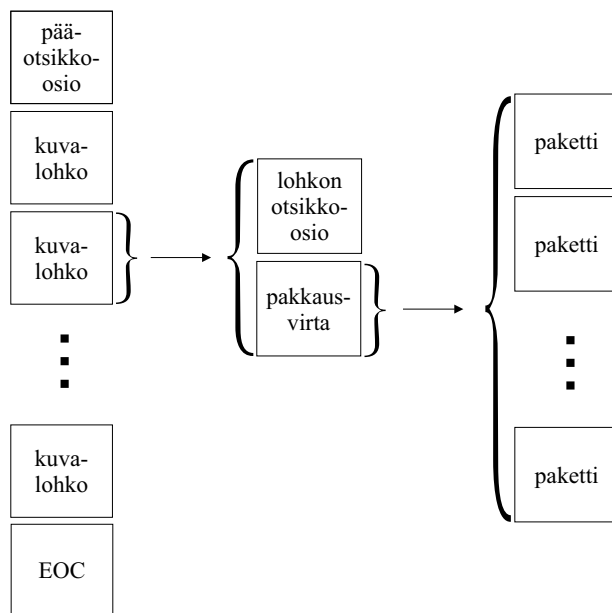 pää-
otsikko-
osio
kuva-
lohko
kuva-
lohko
kuva-
lohko
EOC
lohkon
otsikko-
osio
pakkaus-
virta
paketti
paketti
paketti